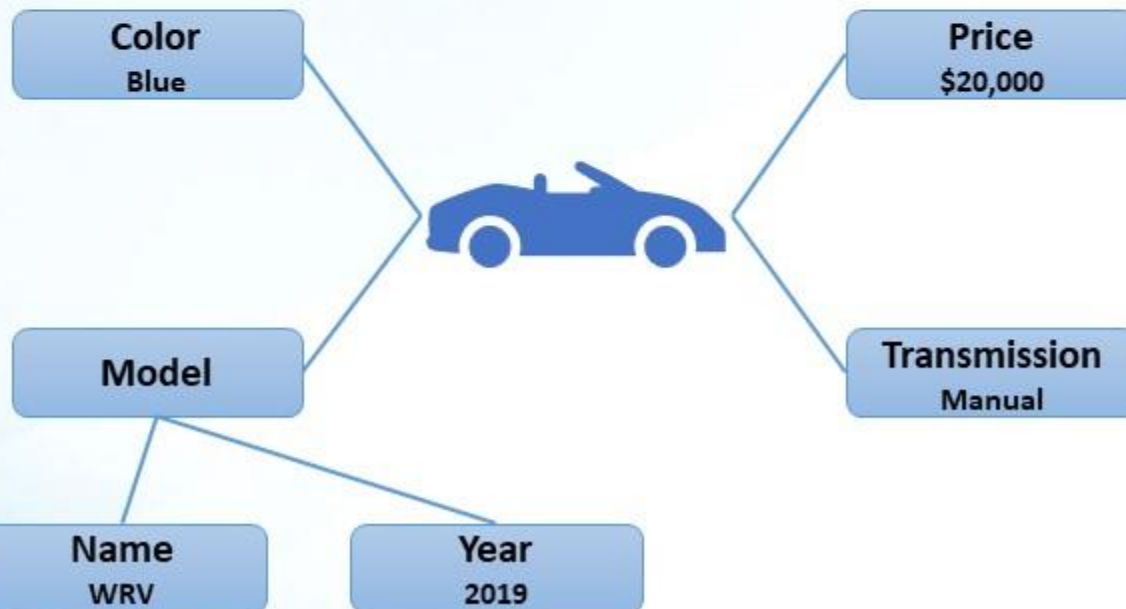 Color
Blue
Price
$20,000
Model
Transmission
Manual
Name
WRV
Year
2019